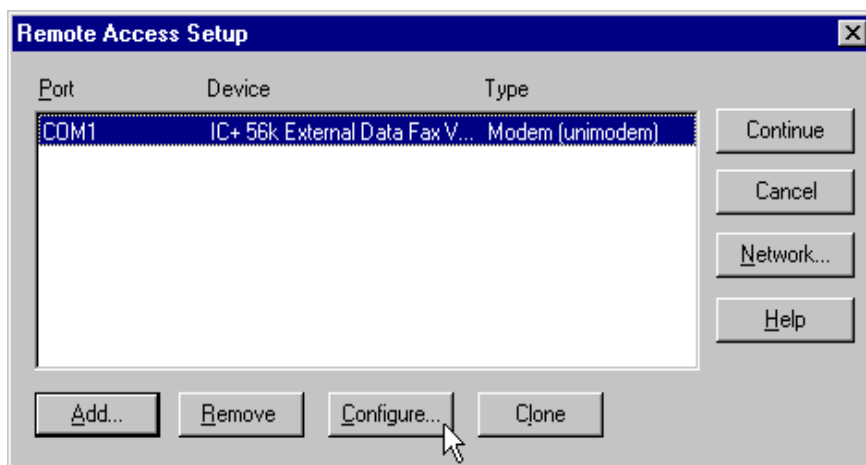 Remote Access Setup
Port Device Type
COM1 IC+ 56k External Data Fax V... Modem (unimodem)
Continue
Cancel
Network...
Help
Add... Remove Configure... Clone